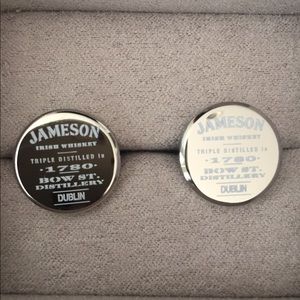 JAMESON
IRISH WHISKEY
TRIPLE DISTILLED in
· 1780 ·
BOW ST.
DISTILLERY
DUBLIN
JAMESON
IRISH WHISKEY
TRIPLE DISTILLED in
· 1780 ·
BOW ST.
DISTILLERY
DUBLIN